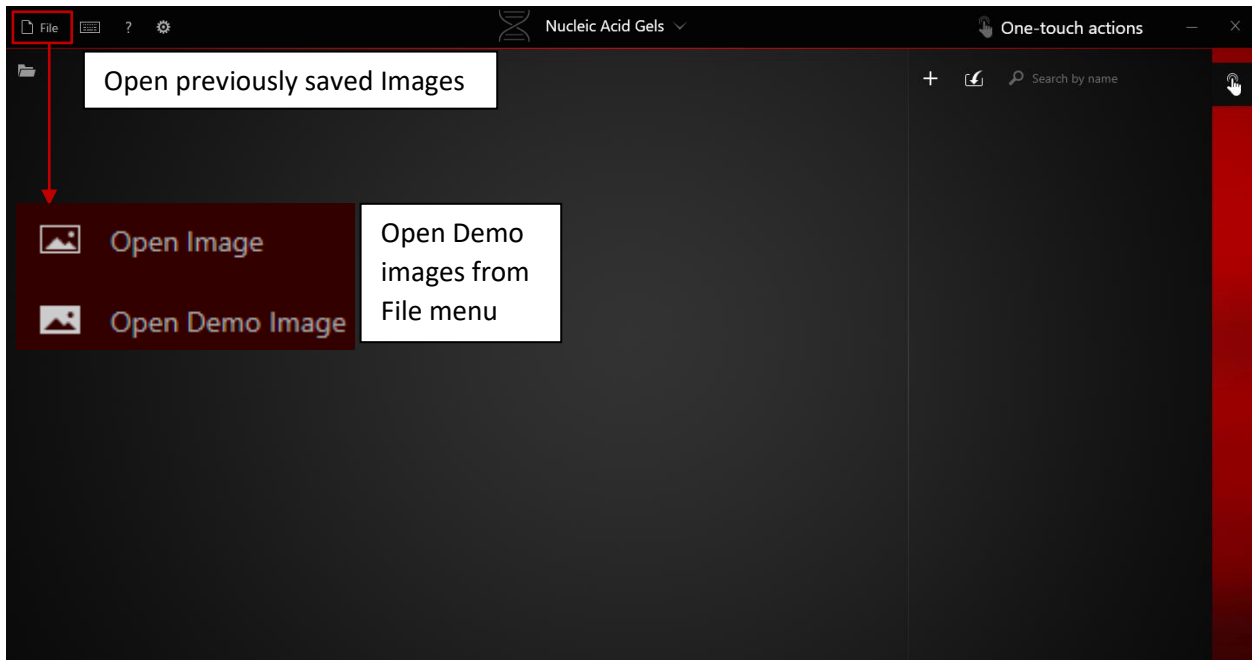 File ? Nucleic Acid Gels One-touch actions
Open previously saved Images
Search by name
Open Image
Open Demo Image
Open Demo
images from
File menu